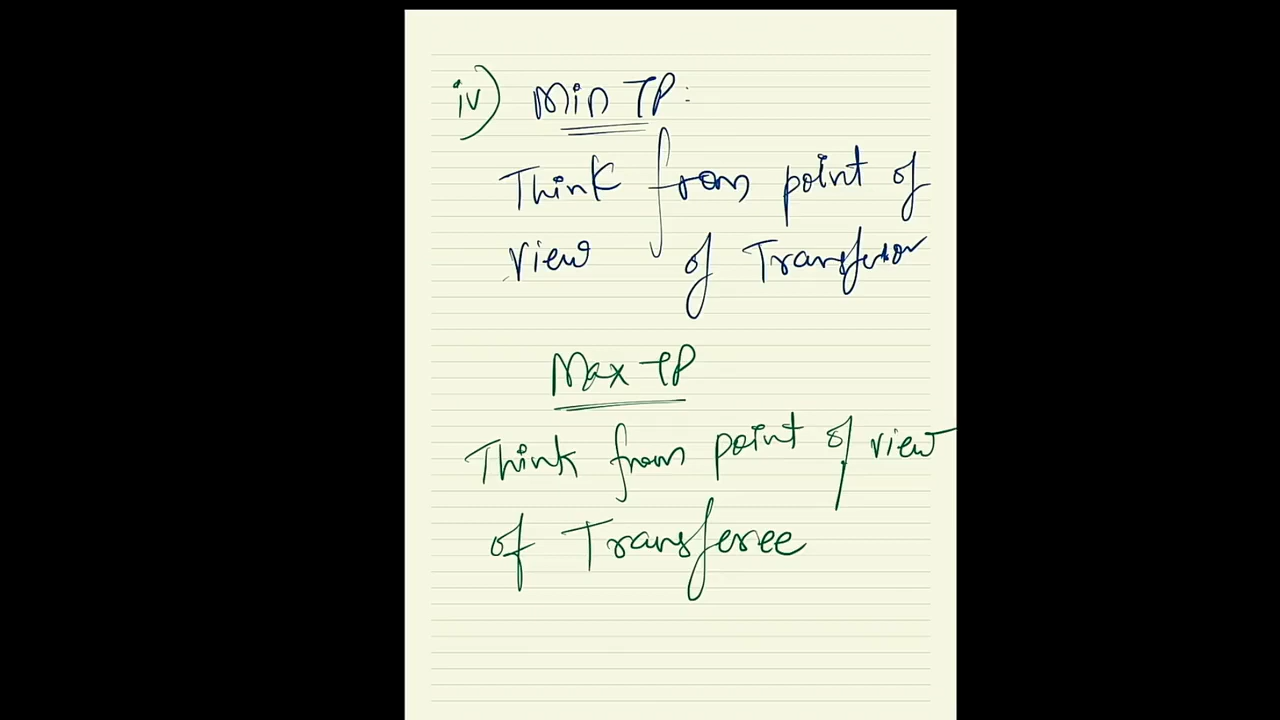 iv) Min TP:
Think from point of
view of Transferor
Max TP
Think from point of view
of Transferee